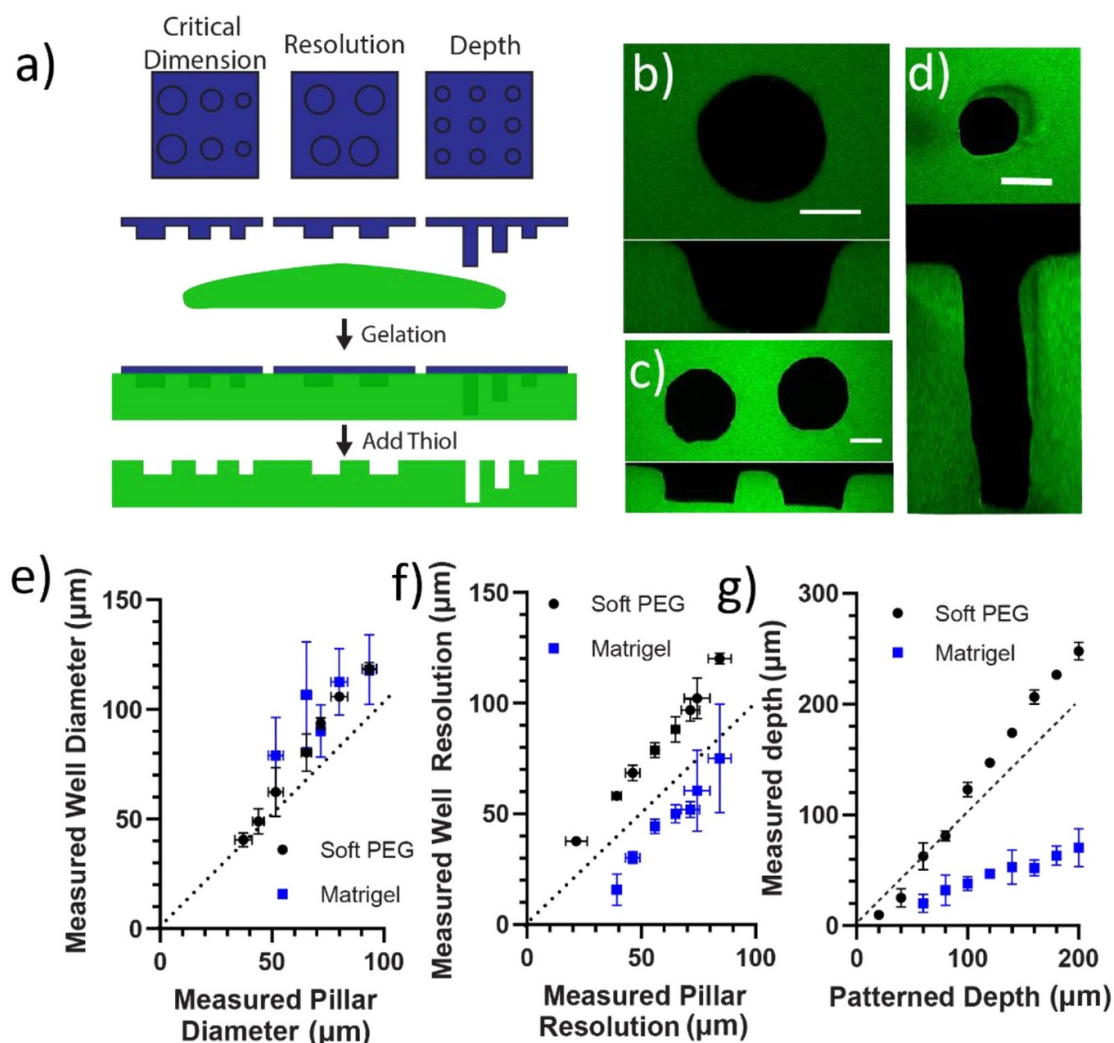 a)
Critical
Dimension
Resolution
Depth
Gelation
Add Thiol
b)
c)
d)
e)
Measured Well Diameter (µm)
150
100
50
0
0
50
100
Soft PEG
Matrigel
Measured Pillar
Diameter (µm)
f)
Measured Well Resolution (µm)
150
100
50
0
0
50
100
Soft PEG
Matrigel
Measured Pillar
Resolution (µm)
g)
Measured depth (µm)
300
200
100
0
0
100
200
Soft PEG
Matrigel
Patterned Depth (µm)